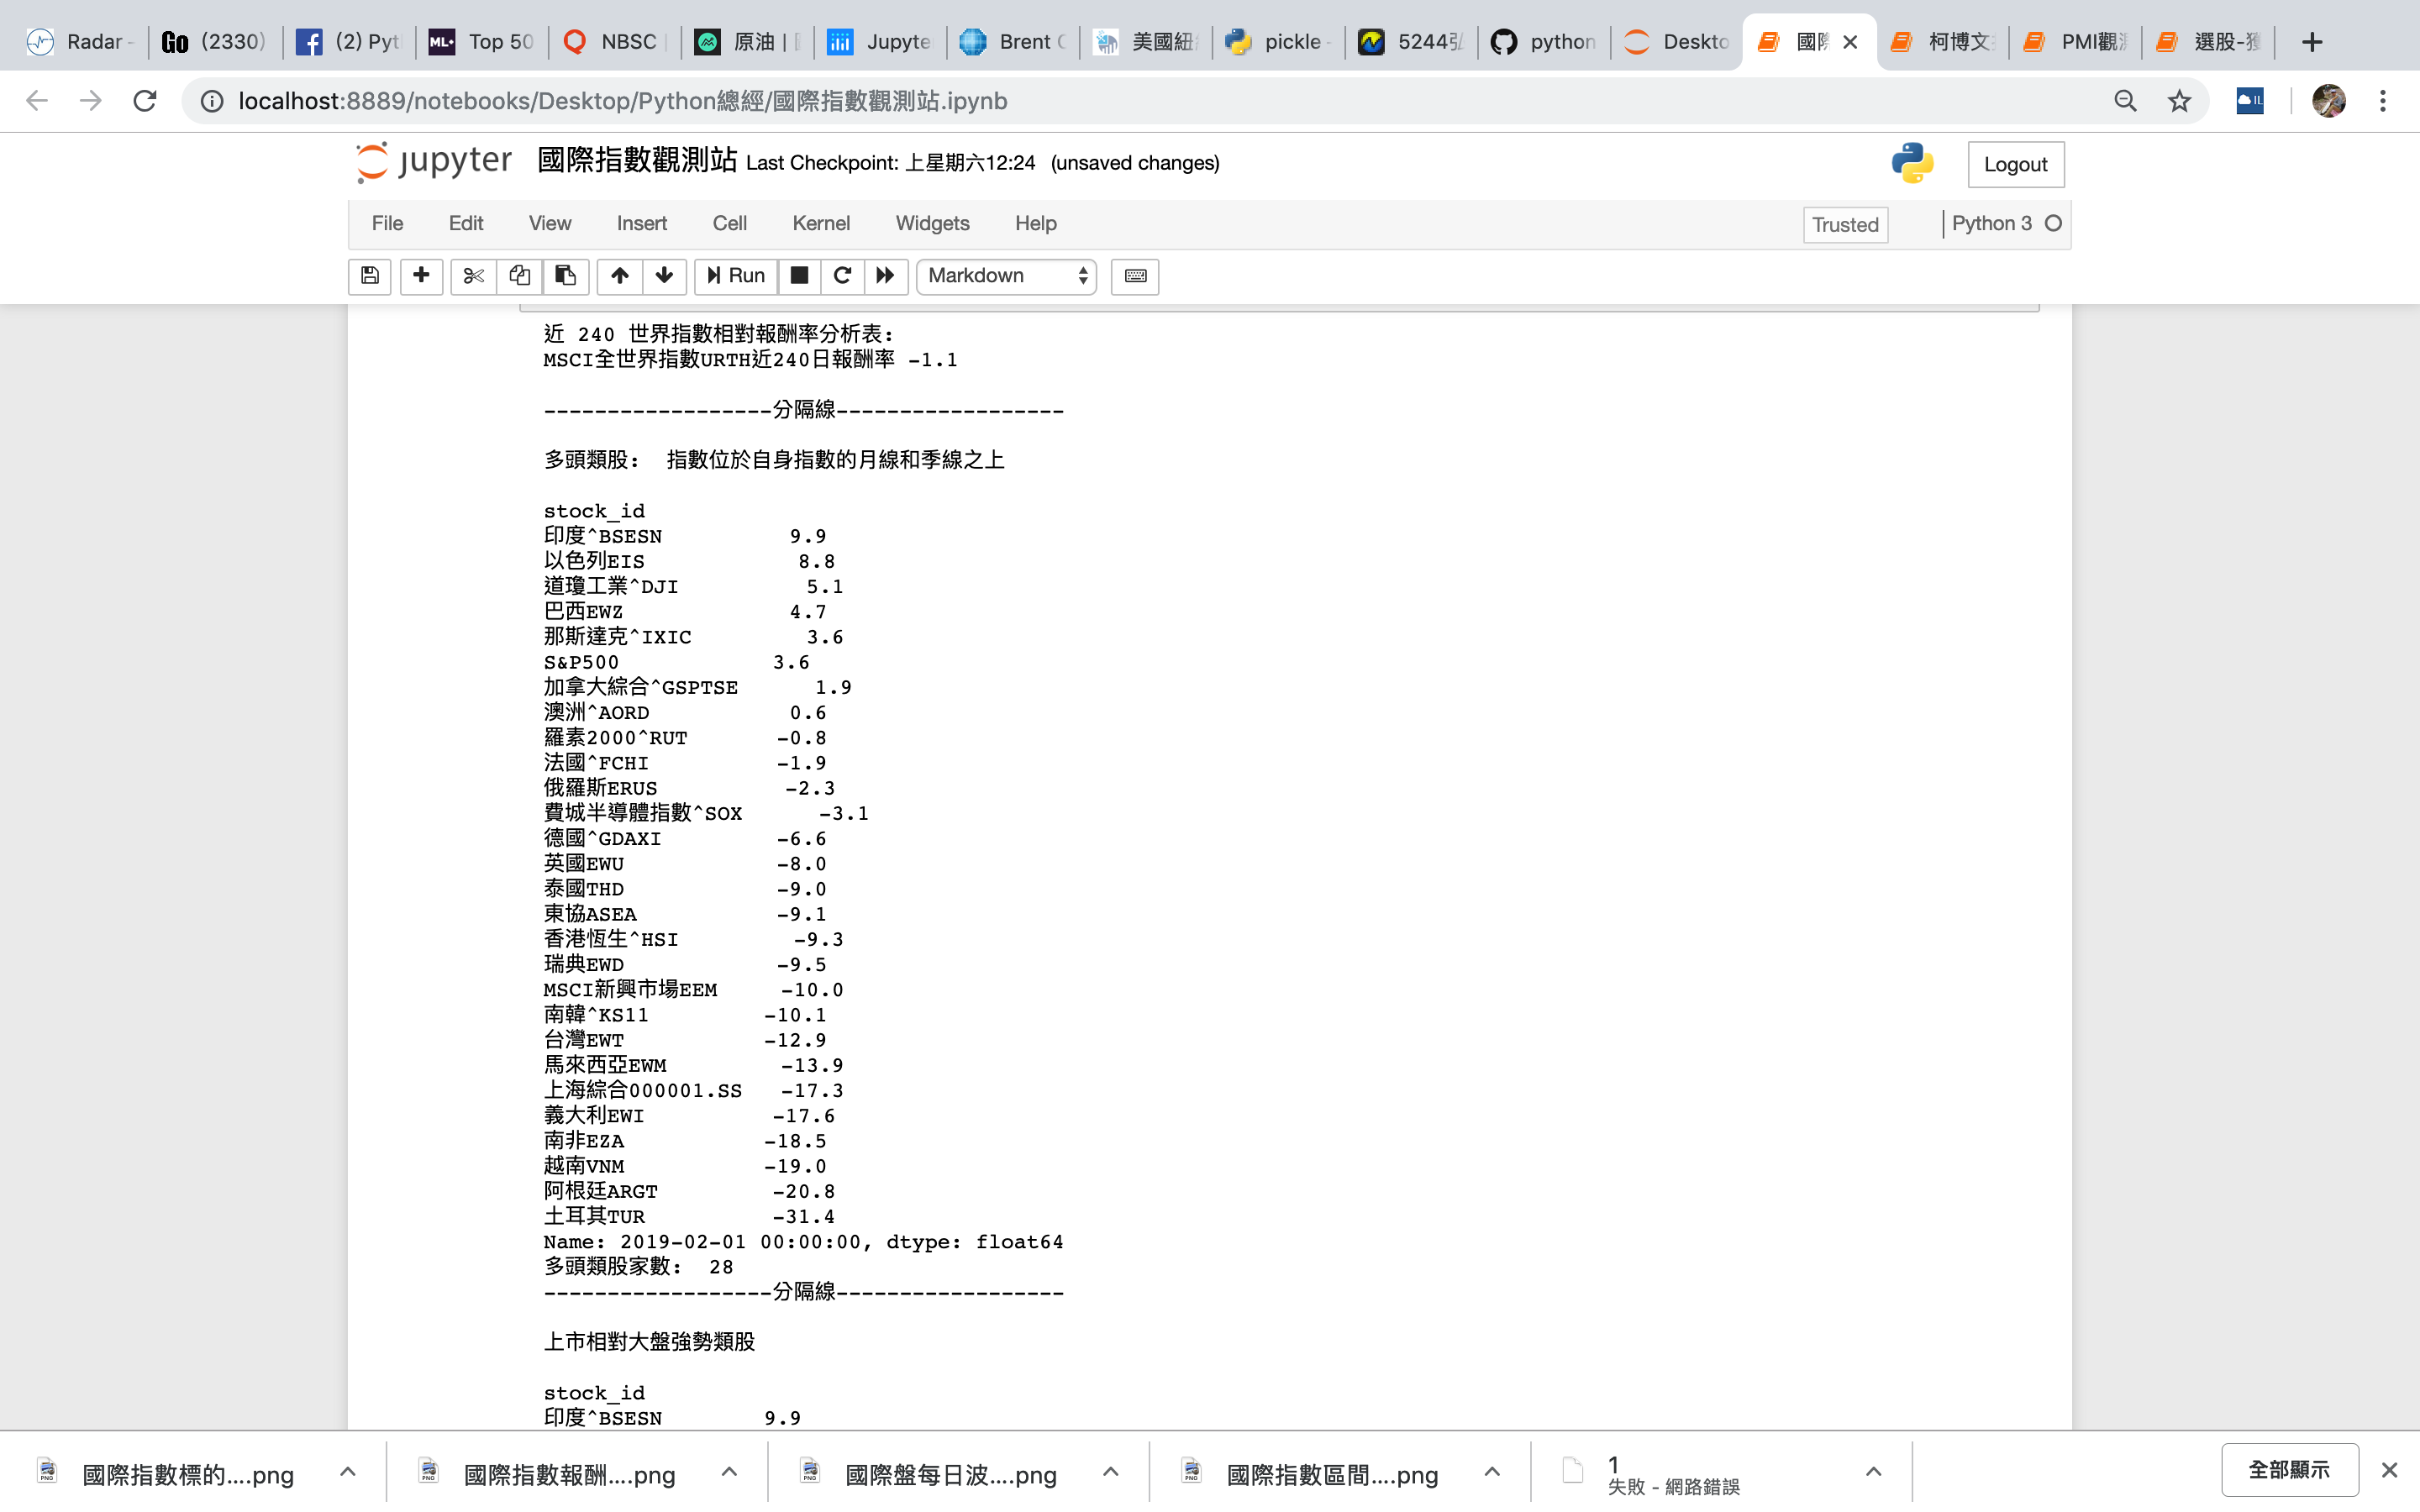 Radar -
Go (2330)
(2) Pyt
ML Top 50
NBSC
原油 |
Jupyte
Brent C
美國紐
pickle -
5244弘
python
Deskto
國際
柯博文
PMI觀測
選股-獲
localhost:8889/notebooks/Desktop/Python總經/國際指數觀測站.ipynb
IL
jupyter 國際指數觀測站 Last Checkpoint: 上星期六12:24 (unsaved changes)
Logout
File Edit View Insert Cell Kernel Widgets Help
Trusted Python 3
Run Markdown
近 240 世界指數相對報酬率分析表:
MSCI全世界指數URTH近240日報酬率 -1.1
------------------分隔線------------------
多頭類股: 指數位於自身指數的月線和季線之上
stock_id
印度^BSESN 9.9
以色列EIS 8.8
道瓊工業^DJI 5.1
巴西EWZ 4.7
那斯達克^IXIC 3.6
S&P500 3.6
加拿大綜合^GSPTSE 1.9
澳洲^AORD 0.6
羅素2000^RUT -0.8
法國^FCHI -1.9
俄羅斯ERUS -2.3
費城半導體指數^SOX -3.1
德國^GDAXI -6.6
英國EWU -8.0
泰國THD -9.0
東協ASEA -9.1
香港恆生^HSI -9.3
瑞典EWD -9.5
MSCI新興市場EEM -10.0
南韓^KS11 -10.1
台灣EWT -12.9
馬來西亞EWM -13.9
上海綜合000001.SS -17.3
義大利EWI -17.6
南非EZA -18.5
越南VNM -19.0
阿根廷ARGT -20.8
土耳其TUR -31.4
Name: 2019-02-01 00:00:00, dtype: float64
多頭類股家數: 28
------------------分隔線------------------
上市相對大盤強勢類股
stock_id
印度^BSESN 9.9
國際指數標的....png
國際指數報酬....png
國際盤每日波....png
國際指數區間....png
1
失敗 - 網路錯誤
全部顯示